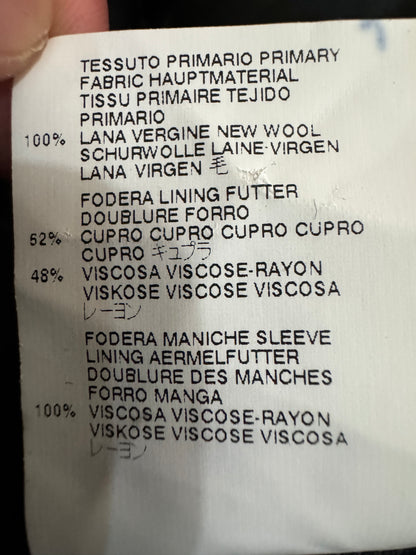 TESSUTO PRIMARIO PRIMARY
FABRIC HAUPTMATERIAL
TISSU PRIMAIRE TEJIDO
PRIMARIO
100% LANA VERGINE NEW WOOL
SCHURWOLLE LAINE VIRGEN
LANA VIRGEN 毛
FODERA LINING FUTTER
DOUBLURE FORRO
52% CUPRO CUPRO CUPRO CUPRO
CUPRO キュプラ
48% VISCOSA VISCOSE-RAYON
VISKOSE VISCOSE VISCOSA
レーヨン
FODERA MANICHE SLEEVE
LINING AERMELFUTTER
DOUBLURE DES MANCHES
FORRO MANGA
100% VISCOSA VISCOSE-RAYON
VISKOSE VISCOSE VISCOSA
レーヨン